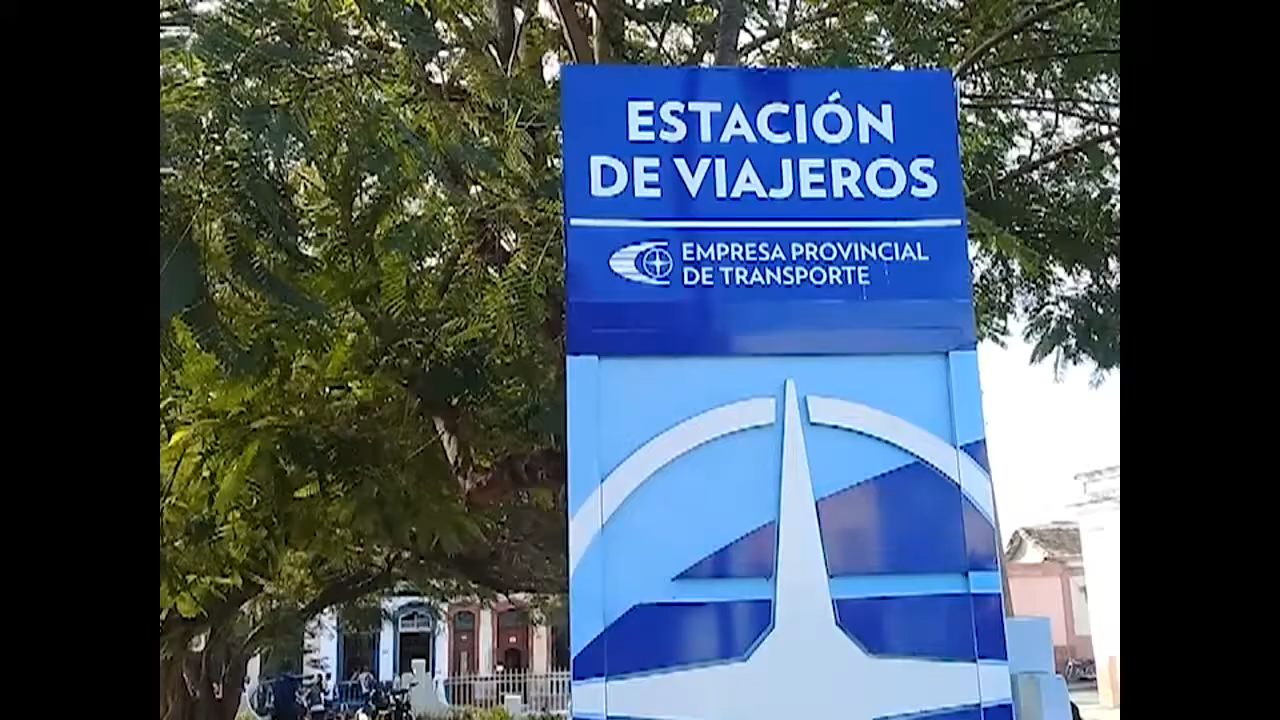 ESTACIÓN
DE VIAJEROS
EMPRESA PROVINCIAL
DE TRANSPORTE